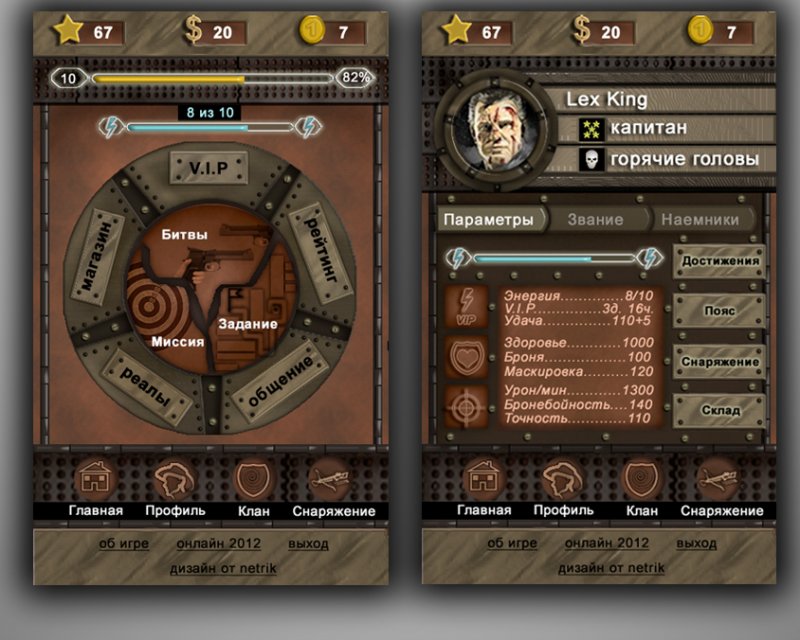 67 20 7
10 82%
8 из 10
V.I.P
магазин
рейтинг
Битвы
Задание
Миссия
реалы
общение
Главная Профиль Клан Снаряжение
об игре онлайн 2012 выход
дизайн от netrik
67 20 7
Lex King
капитан
горячие головы
Параметры Звание Наемники
Достижения
Пояс
Снаряжение
Склад
VIP
Энергия.............8/10
V.I.P...............3д. 16ч.
Удача.............110+5
Здоровье............1000
Броня...............100
Маскировка..........120
Урон/мин............1300
Бронебойность....140
Точность............110
Главная Профиль Клан Снаряжение
об игре онлайн 2012 выход
дизайн от netrik